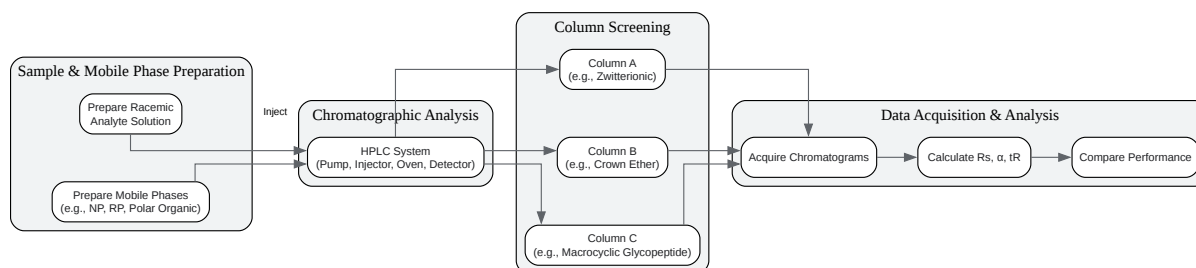 Sample & Mobile Phase Preparation
Prepare Racemic
Analyte Solution
Prepare Mobile Phases
(e.g., NP, RP, Polar Organic)
Inject
Chromatographic Analysis
HPLC System
(Pump, Injector, Oven, Detector)
Column Screening
Column A
(e.g., Zwitterionic)
Column B
(e.g., Crown Ether)
Column C
(e.g., Macrocyclic Glycopeptide)
Data Acquisition & Analysis
Acquire Chromatograms
Calculate Rs, α, tR
Compare Performance